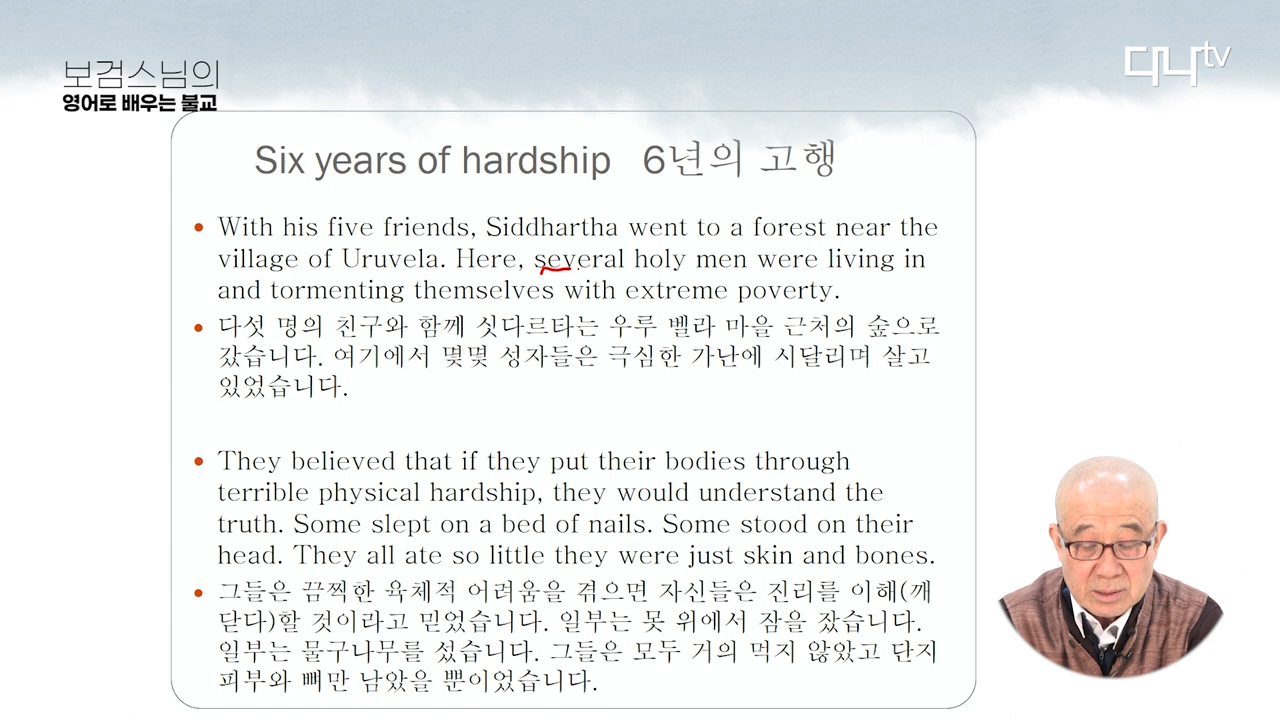 보검스님의
영어로 배우는 불교
디나tv
Six years of hardship 6년의 고행
• With his five friends, Siddhartha went to a forest near the
village of Uruvela. Here, several holy men were living in
and tormenting themselves with extreme poverty.
• 다섯 명의 친구와 함께 싯다르타는 우루 벨라 마을 근처의 숲으로
갔습니다. 여기에서 몇몇 성자들은 극심한 가난에 시달리며 살고
있었습니다.
• They believed that if they put their bodies through
terrible physical hardship, they would understand the
truth. Some slept on a bed of nails. Some stood on their
head. They all ate so little they were just skin and bones.
• 그들은 끔찍한 육체적 어려움을 겪으면 자신들은 진리를 이해(깨
닫다)할 것이라고 믿었습니다. 일부는 못 위에서 잠을 잤습니다.
일부는 물구나무를 섰습니다. 그들은 모두 거의 먹지 않았고 단지
피부와 뼈만 남았을 뿐이었습니다.